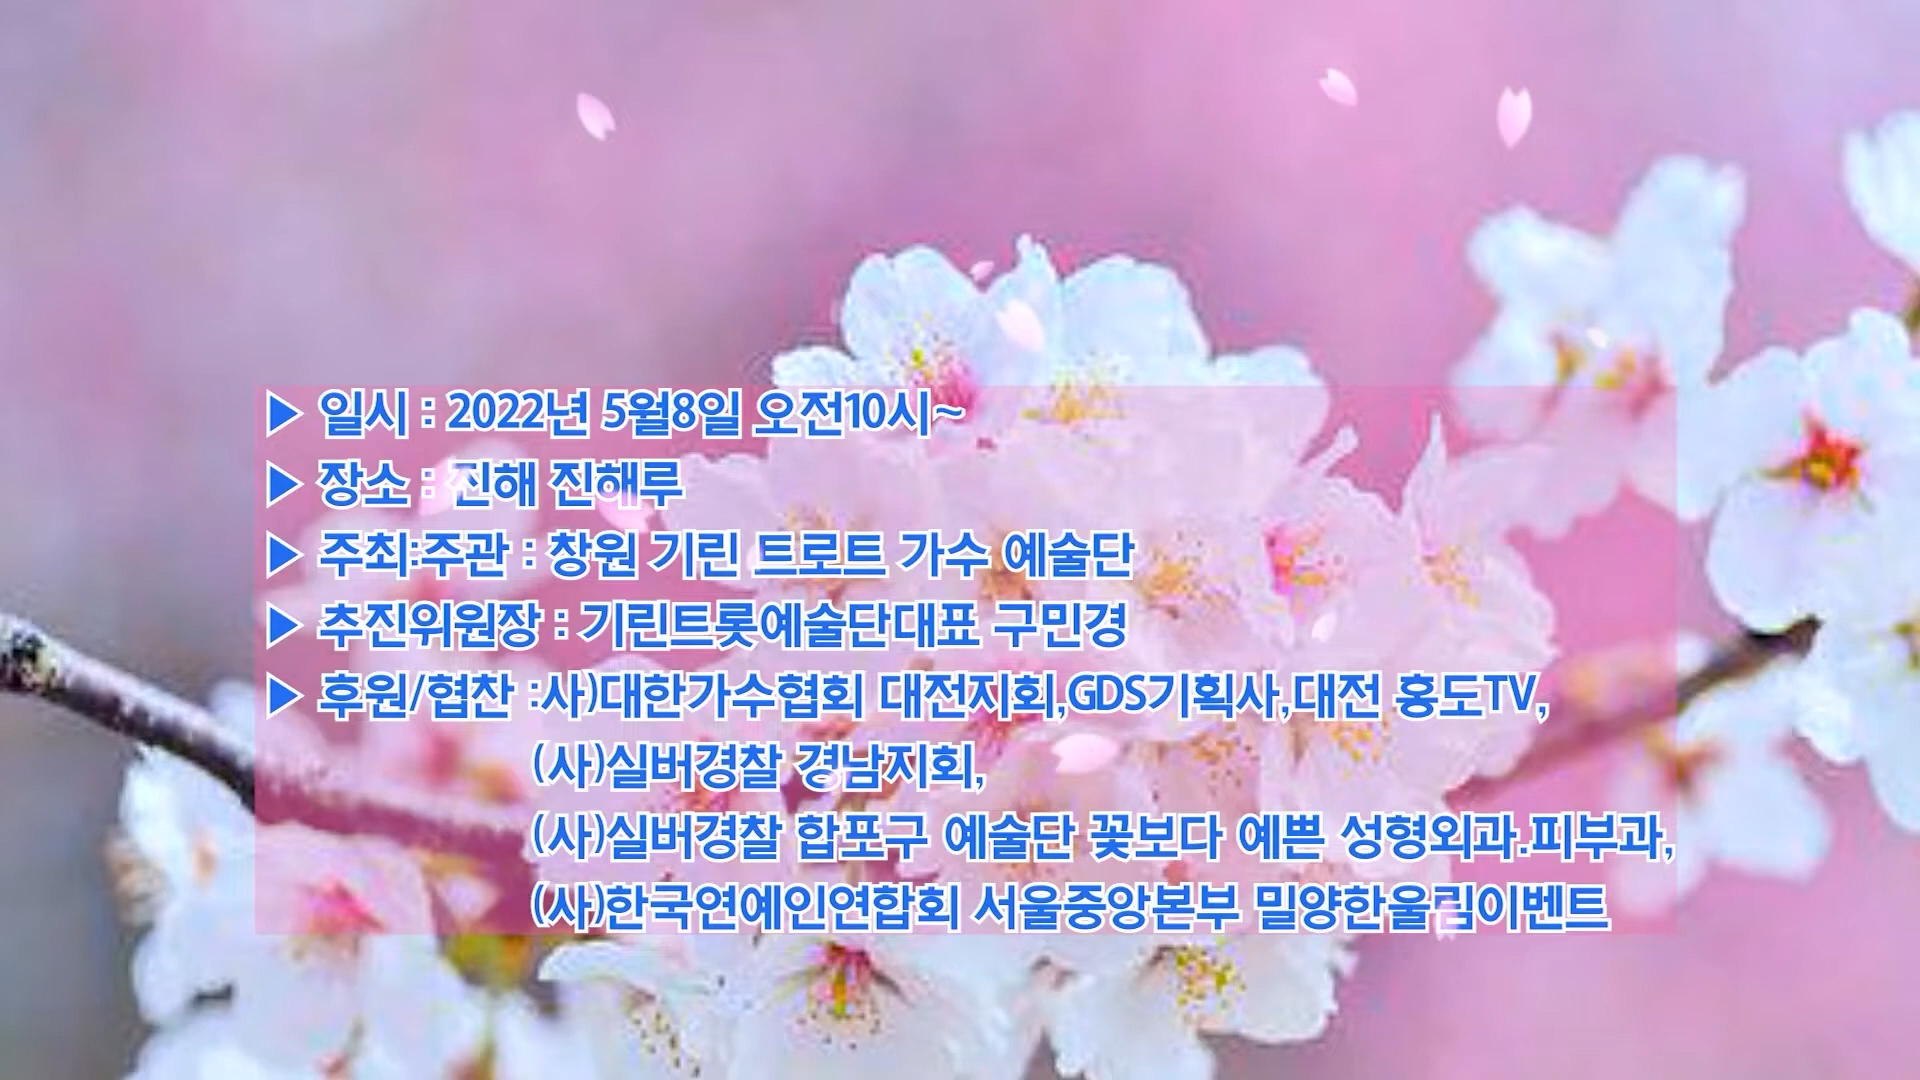 ▶ 일시 : 2022년 5월8일 오전10시~
▶ 장소 : 진해 진해루
▶ 주최:주관 : 창원 기린 트로트 가수 예술단
▶ 추진위원장 : 기린트롯예술단대표 구민경
▶ 후원/협찬 :사)대한가수협회 대전지회,GDS기획사,대전 홍도TV,
(사)실버경찰 경남지회,
(사)실버경찰 합포구 예술단 꽃보다 예쁜 성형외과.피부과,
(사)한국연예인연합회 서울중앙본부 밀양한울림이벤트